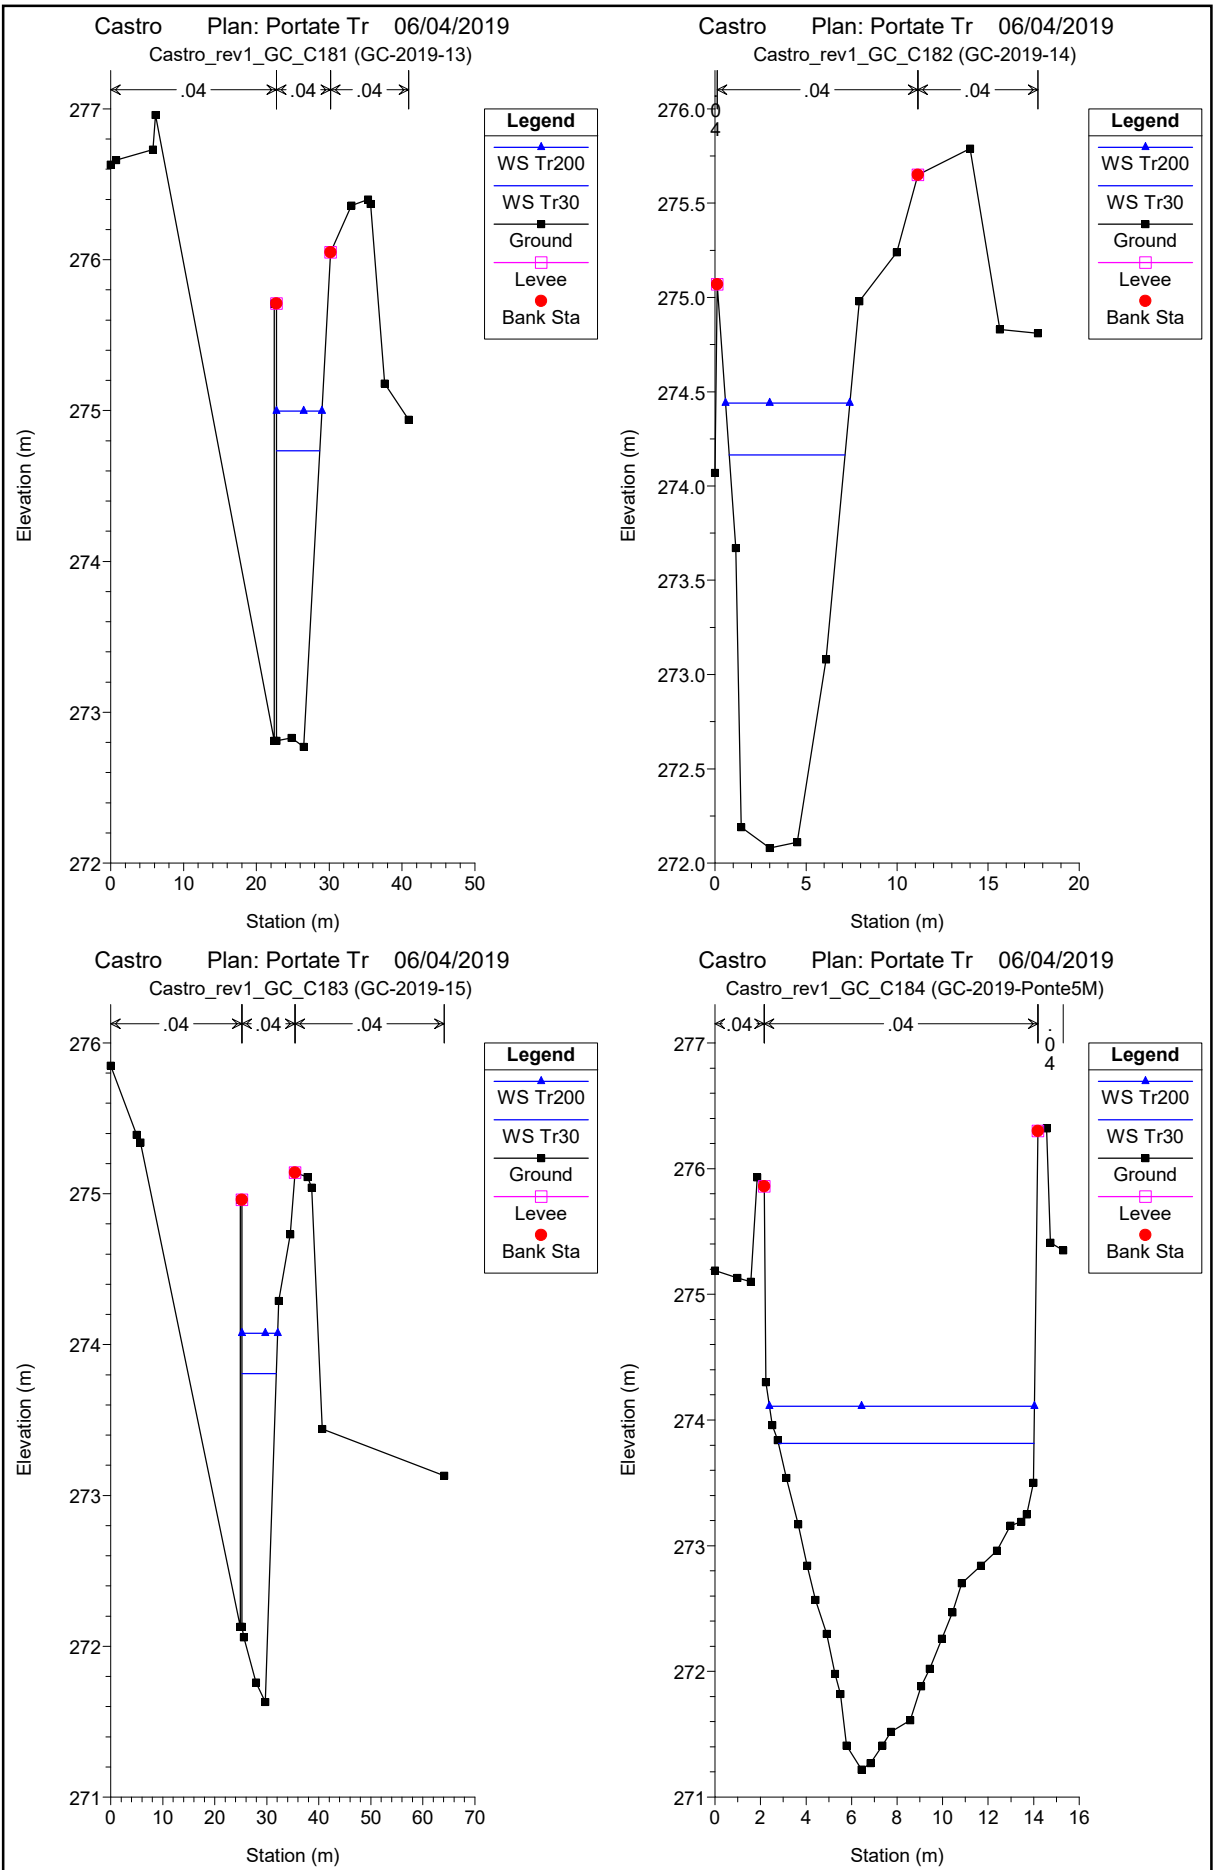 Castro Plan: Portate Tr 06/04/2019
Castro_rev1_GC_C181 (GC-2019-13)
.04 .04 .04
Legend
WS Tr200
WS Tr30
Ground
Levee
Bank Sta
277
276
275
274
273
272
Elevation (m)
0 10 20 30 40 50
Station (m)
Castro Plan: Portate Tr 06/04/2019
Castro_rev1_GC_C182 (GC-2019-14)
.04 .04 .04
Legend
WS Tr200
WS Tr30
Ground
Levee
Bank Sta
276.0
275.5
275.0
274.5
274.0
273.5
273.0
272.5
272.0
Elevation (m)
0 5 10 15 20
Station (m)
Castro Plan: Portate Tr 06/04/2019
Castro_rev1_GC_C183 (GC-2019-15)
.04 .04 .04
Legend
WS Tr200
WS Tr30
Ground
Levee
Bank Sta
276
275
274
273
272
271
Elevation (m)
0 10 20 30 40 50 60 70
Station (m)
Castro Plan: Portate Tr 06/04/2019
Castro_rev1_GC_C184 (GC-2019-Ponte5M)
.04 .04 .04
Legend
WS Tr200
WS Tr30
Ground
Levee
Bank Sta
277
276
275
274
273
272
271
Elevation (m)
0 2 4 6 8 10 12 14 16
Station (m)